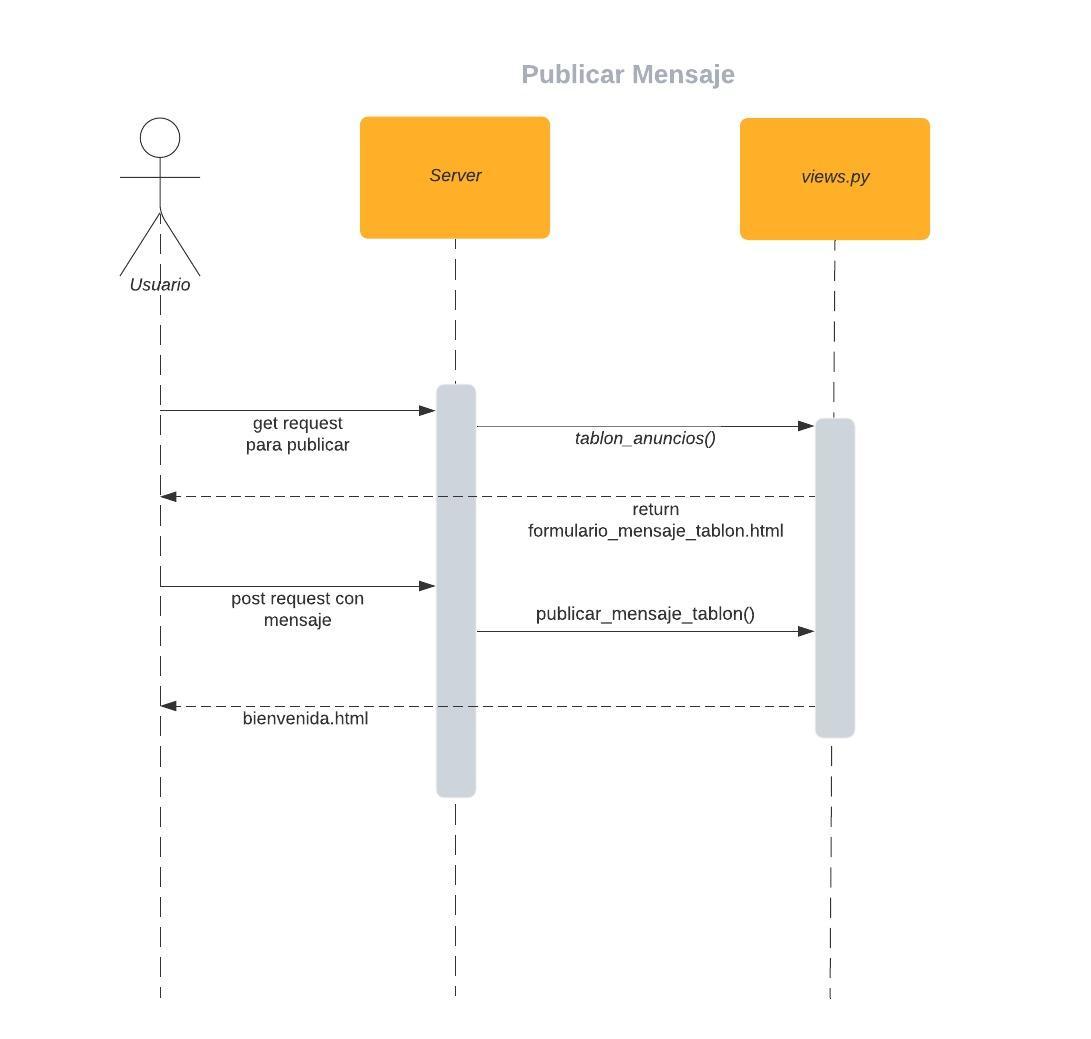 Publicar Mensaje
Server
views.py
Usuario
get request
para publicar
tablon_anuncios()
return
formulario_mensaje_tablon.html
post request con
mensaje
publicar_mensaje_tablon()
bienvenida.html